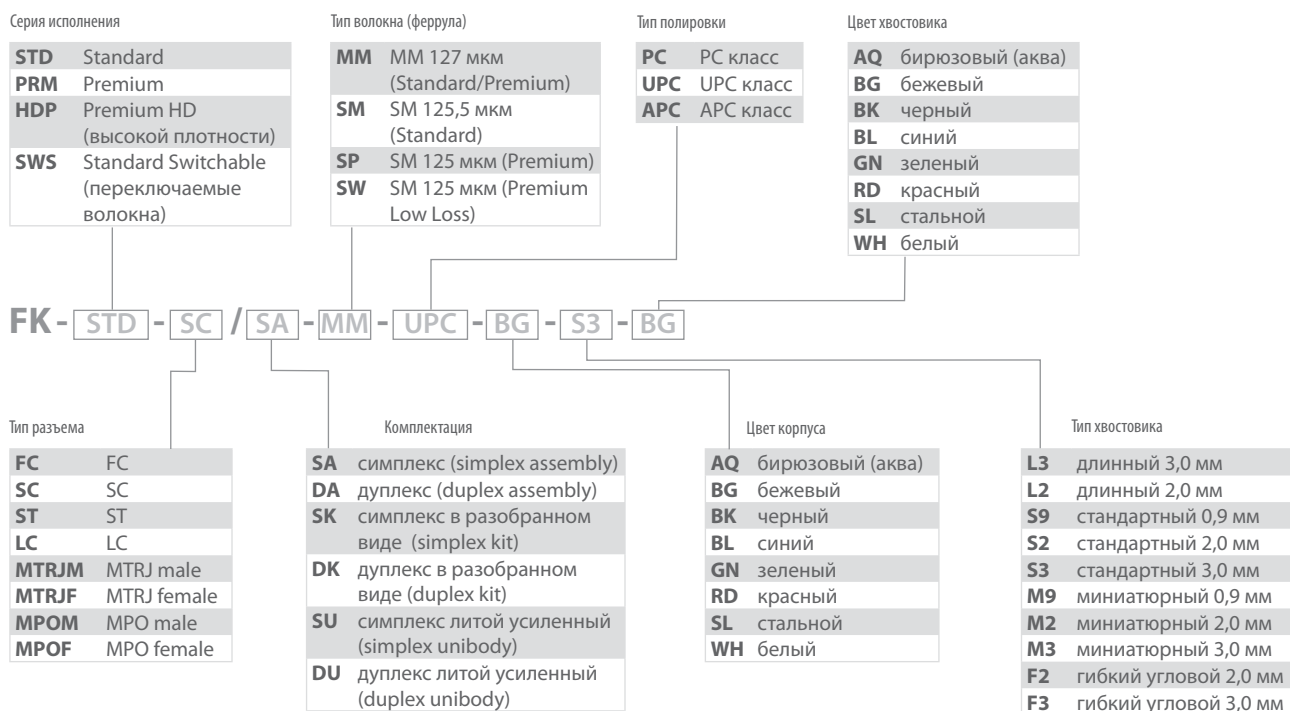 Серия исполнения
STD Standard
PRM Premium
HDP Premium HD
(высокой плотности)
SWS Standard Switchable
(переключаемые
волокна)
Тип волокна (феррула)
MM ММ 127 мкм
(Standard/Premium)
SM SM 125,5 мкм
(Standard)
SP SM 125 мкм (Premium)
SW SM 125 мкм (Premium
Low Loss)
Тип полировки
PC PC класс
UPC UPC класс
APC APC класс
Цвет хвостовика
AQ бирюзовый (аква)
BG бежевый
BK черный
BL синий
GN зеленый
RD красный
SL стальной
WH белый
FK - STD - SC / SA - MM - UPC - BG - S3 - BG
Тип разъема
FC FC
SC SC
ST ST
LC LC
MTRJM MTRJ male
MTRJF MTRJ female
MPOM MPO male
MPOF MPO female
Комплектация
SA симплекс (simplex assembly)
DA дуплекс (duplex assembly)
SK симплекс в разобранном
виде (simplex kit)
DK дуплекс в разобранном
виде (duplex kit)
SU симплекс литой усиленный
(simplex unibody)
DU дуплекс литой усиленный
(duplex unibody)
Цвет корпуса
AQ бирюзовый (аква)
BG бежевый
BK черный
BL синий
GN зеленый
RD красный
SL стальной
WH белый
Тип хвостовика
L3 длинный 3,0 мм
L2 длинный 2,0 мм
S9 стандартный 0,9 мм
S2 стандартный 2,0 мм
S3 стандартный 3,0 мм
M9 миниатюрный 0,9 мм
M2 миниатюрный 2,0 мм
M3 миниатюрный 3,0 мм
F2 гибкий угловой 2,0 мм
F3 гибкий угловой 3,0 мм